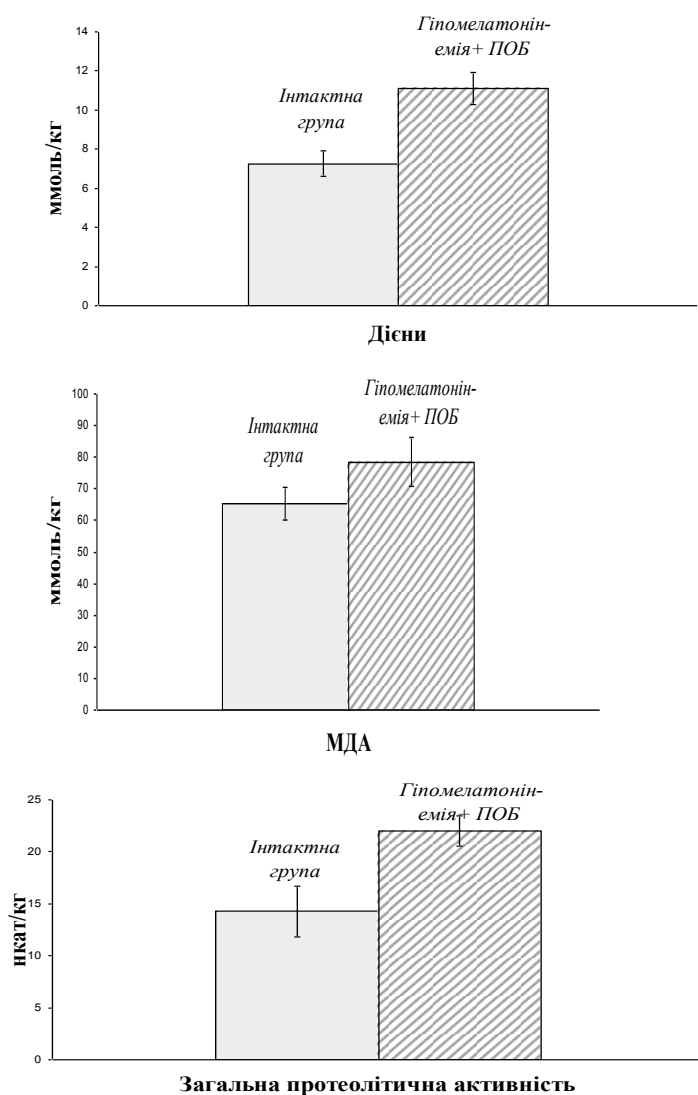 Гіпомелатонін-
емія+ ПОБ
Інтактна
група
14
12
10
8
6
4
2
0
ммоль/кг
Дієни
Гіпомелатонін-
емія+ ПОБ
Інтактна
група
100
90
80
70
60
50
40
30
20
10
0
ммоль/кг
МДА
Гіпомелатонін-
емія+ ПОБ
Інтактна
група
25
20
15
10
5
0
нкат/кг
Загальна протеолітична активність